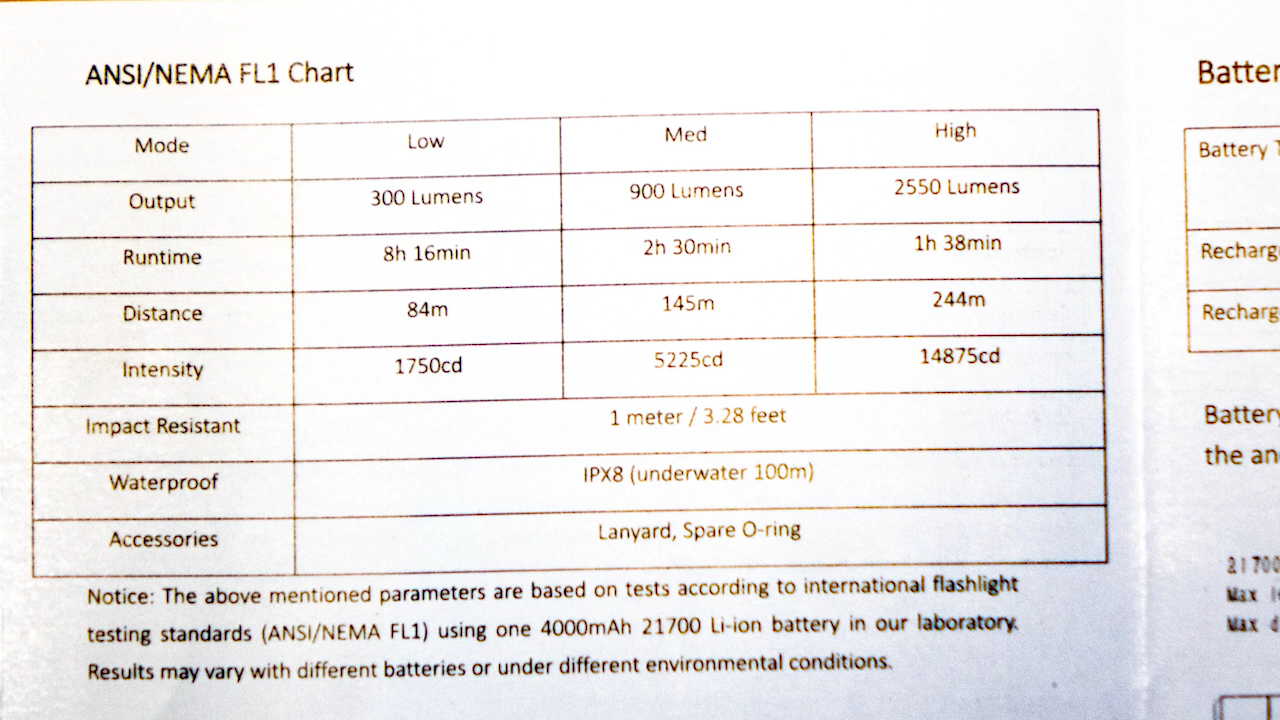 ANSI/NEMA FL1 Chart
Mode Low Med High
Output 300 Lumens 900 Lumens 2550 Lumens
Runtime 8h 16min 2h 30min 1h 38min
Distance 84m 145m 244m
Intensity 1750cd 5225cd 14875cd
Impact Resistant 1 meter / 3.28 feet
Waterproof IPX8 (underwater 100m)
Accessories Lanyard, Spare O-ring
Notice: The above mentioned parameters are based on tests according to international flashlight
testing standards (ANSI/NEMA FL1) using one 4000mAh 21700 Li-ion battery in our laboratory.
Results may vary with different batteries or under different environmental conditions.
Batter
Battery T
Recharg
Recharg
Battery
the an
21700
Max
Max d